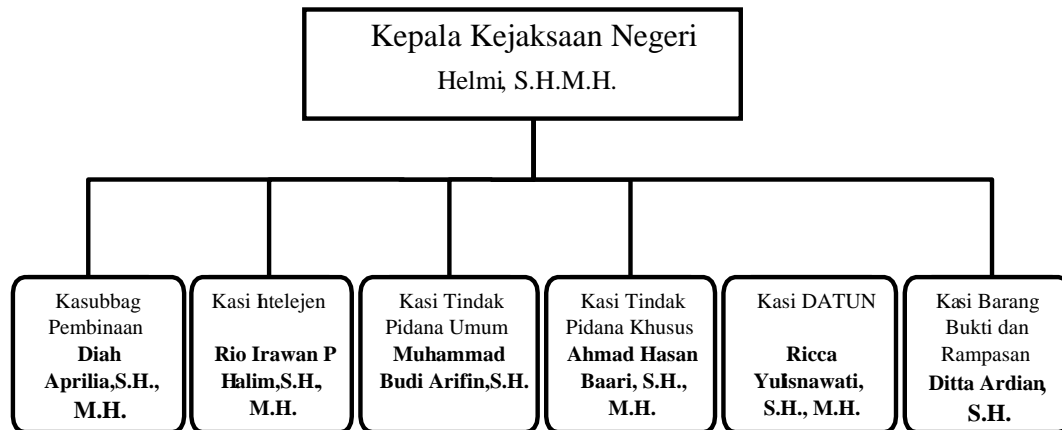 Kepala Kejaksaan Negeri
Helmi, S.H.M.H.
Kasubbag
Pembinaan
Diah
Aprilia,S.H.,
M.H.
Kasi Intelejen
Rio Irawan P
Halim,S.H.,
M.H.
Kasi Tindak
Pidana Umum
Muhammad
Budi Arifin,S.H.
Kasi Tindak
Pidana Khusus
Ahmad Hasan
Baari, S.H.,
M.H.
Kasi DATUN
Ricca
Yulisnawati,
S.H., M.H.
Kasi Barang
Bukti dan
Rampasan
Ditta Ardian,
S.H.